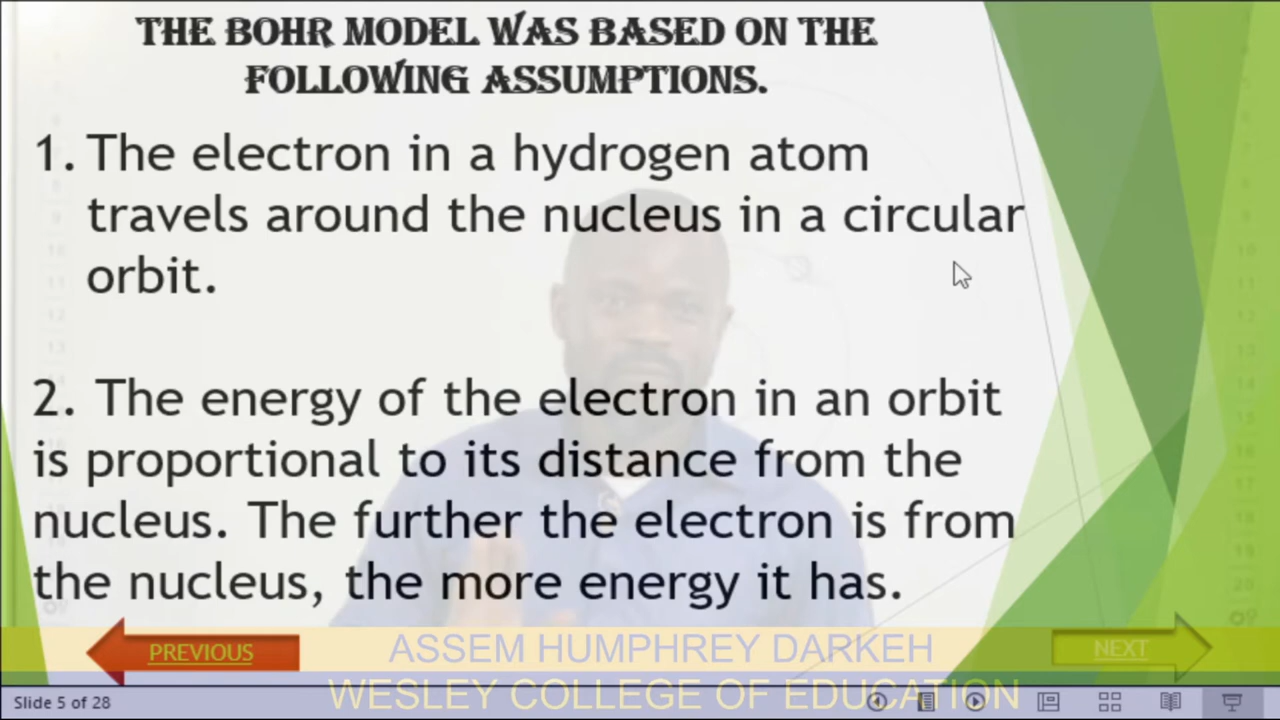 THE BOHR MODEL WAS BASED ON THE
FOLLOWING ASSUMPTIONS.
1. The electron in a hydrogen atom
travels around the nucleus in a circular
orbit.
2. The energy of the electron in an orbit
is proportional to its distance from the
nucleus. The further the electron is from
the nucleus, the more energy it has.
PREVIOUS
ASSEM HUMPHREY DARKEH
NEXT
WESLEY COLLEGE OF EDUCATION
Slide 5 of 28